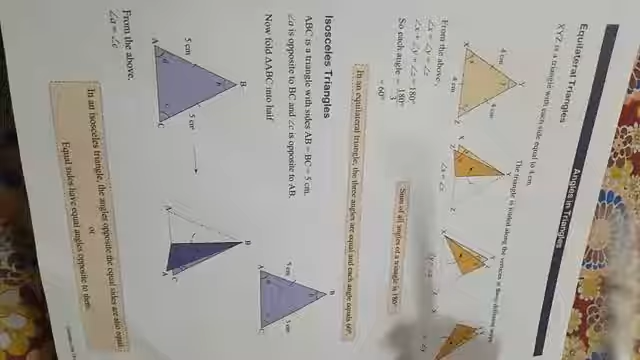 Angles in Triangles
Equilateral Triangles
XYZ is a triangle with each side equal to 4 cm.
The triangle is folded along the vertices in three different ways
4 cm
4 cm
4 cm
X
Y
Z
∠x = ∠z
From the above,
∠x = ∠y = ∠z
∠x + ∠y + ∠z = 180°
So each angle = 180°
3
= 60°
Sum of all angles of a triangle is 180°
In an equilateral triangle, the three angles are equal and each angle equals 60°.
Isosceles Triangles
ABC is a triangle with sides AB = BC = 5 cm.
∠a is opposite to BC and ∠c is opposite to AB.
Now fold ΔABC into half
5 cm
5 cm
A
B
C
5 cm
5 cm
A
B
C
B
A
C
From the above,
∠a = ∠c
In an isosceles triangle, the angles opposite the equal sides are also equal.
or
Equal sides have equal angles opposite to them.